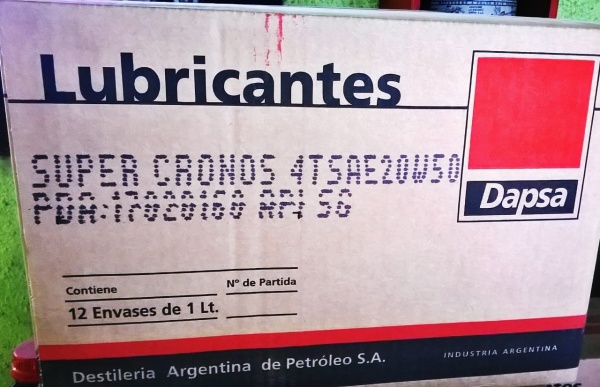 Lubricantes
SUPER CRONOS 4TSAE20W50
PDA:17020160 API SG
Dapsa
Contiene
Nº de Partida
12 Envases de 1 Lt.
Destileria Argentina de Petróleo S.A.
INDUSTRIA ARGENTINA